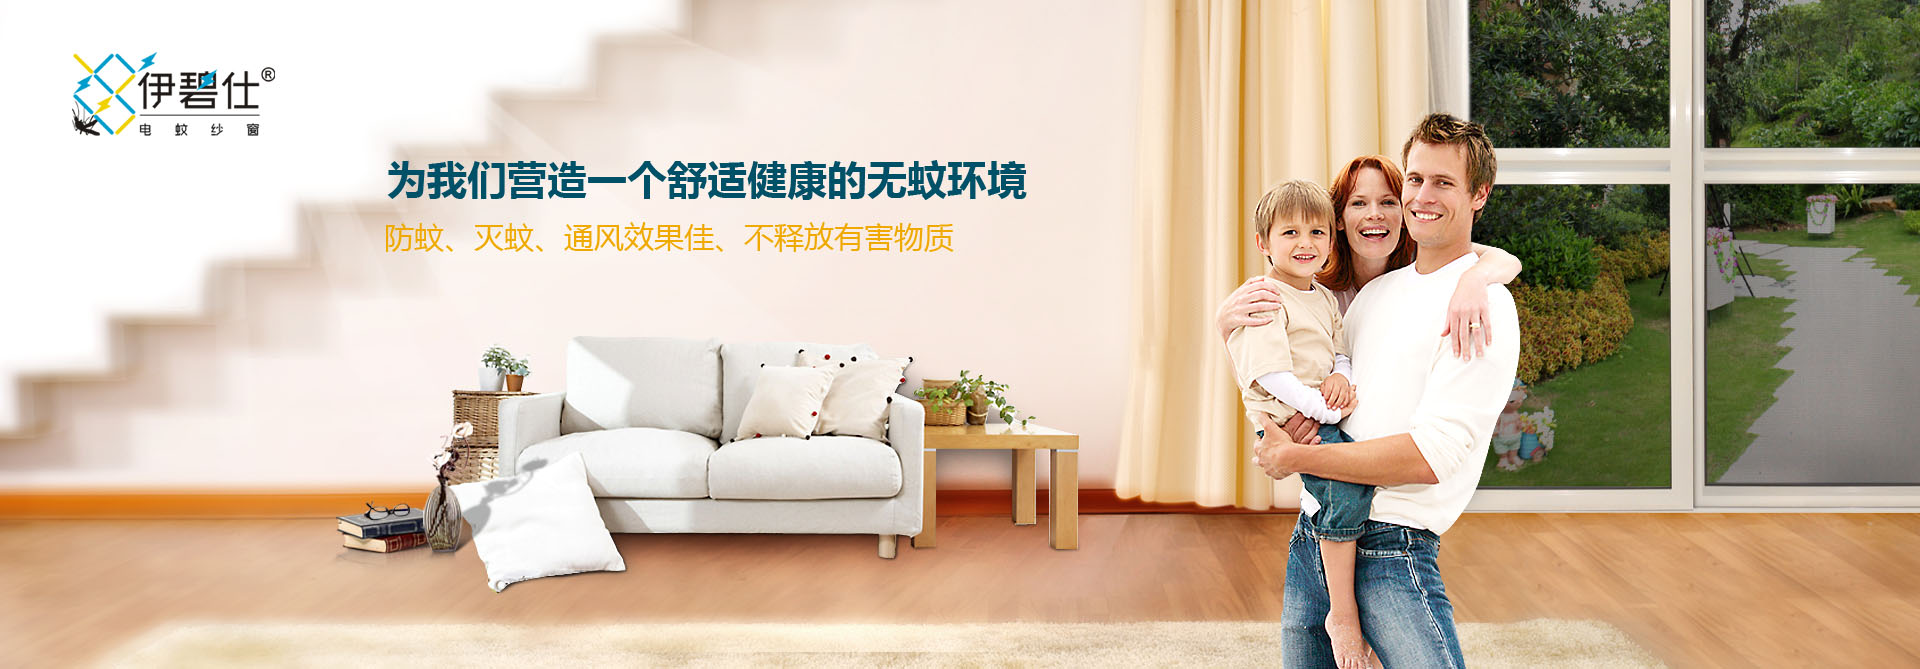 伊碧仕®
电蚊纱窗
为我们营造一个舒适健康的无蚊环境
防蚊、灭蚊、通风效果佳、不释放有害物质